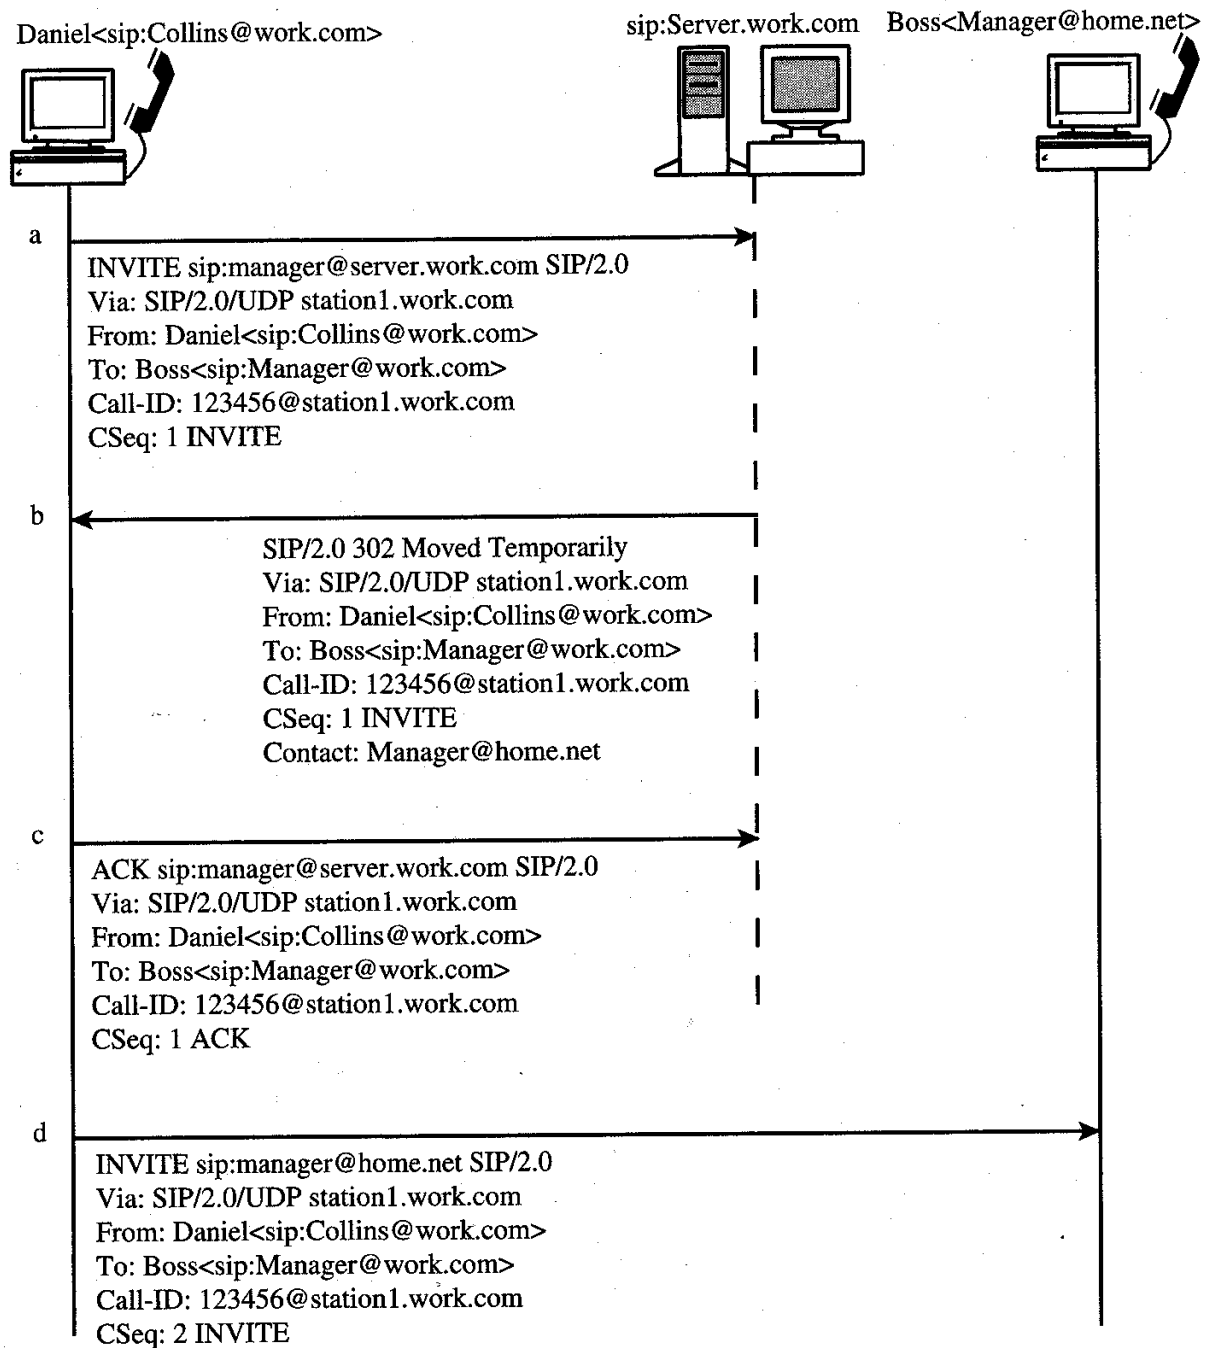 Daniel<sip:Collins@work.com>
sip:Server.work.com
Boss<Manager@home.net>
a
INVITE sip:manager@server.work.com SIP/2.0
Via: SIP/2.0/UDP station1.work.com
From: Daniel<sip:Collins@work.com>
To: Boss<sip:Manager@work.com>
Call-ID: 123456@station1.work.com
CSeq: 1 INVITE
b
SIP/2.0 302 Moved Temporarily
Via: SIP/2.0/UDP station1.work.com
From: Daniel<sip:Collins@work.com>
To: Boss<sip:Manager@work.com>
Call-ID: 123456@station1.work.com
CSeq: 1 INVITE
Contact: Manager@home.net
c
ACK sip:manager@server.work.com SIP/2.0
Via: SIP/2.0/UDP station1.work.com
From: Daniel<sip:Collins@work.com>
To: Boss<sip:Manager@work.com>
Call-ID: 123456@station1.work.com
CSeq: 1 ACK
d
INVITE sip:manager@home.net SIP/2.0
Via: SIP/2.0/UDP station1.work.com
From: Daniel<sip:Collins@work.com>
To: Boss<sip:Manager@work.com>
Call-ID: 123456@station1.work.com
CSeq: 2 INVITE